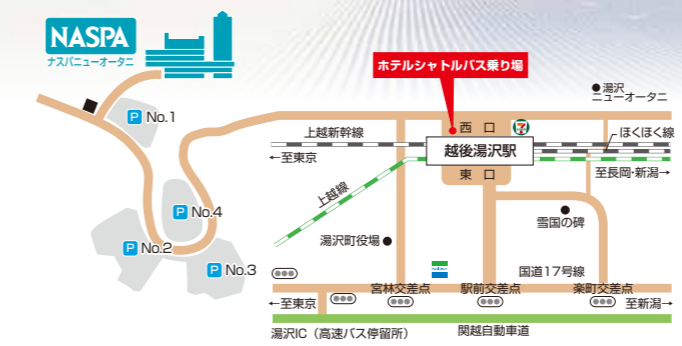 NASPA
ナスパニューオータニ
ホテルシャトルバス乗り場
湯沢
ニューオータニ
P No.1
西 口
7
上越新幹線
ほくほく線
←至東京
越後湯沢駅
至長岡・新潟→
東 口
上越線
P No.4
雪国の碑
湯沢町役場
P No.2
P No.3
国道17号線
宮林交差点
駅前交差点
楽町交差点
←至東京
至新潟→
湯沢IC（高速バス停留所）
関越自動車道